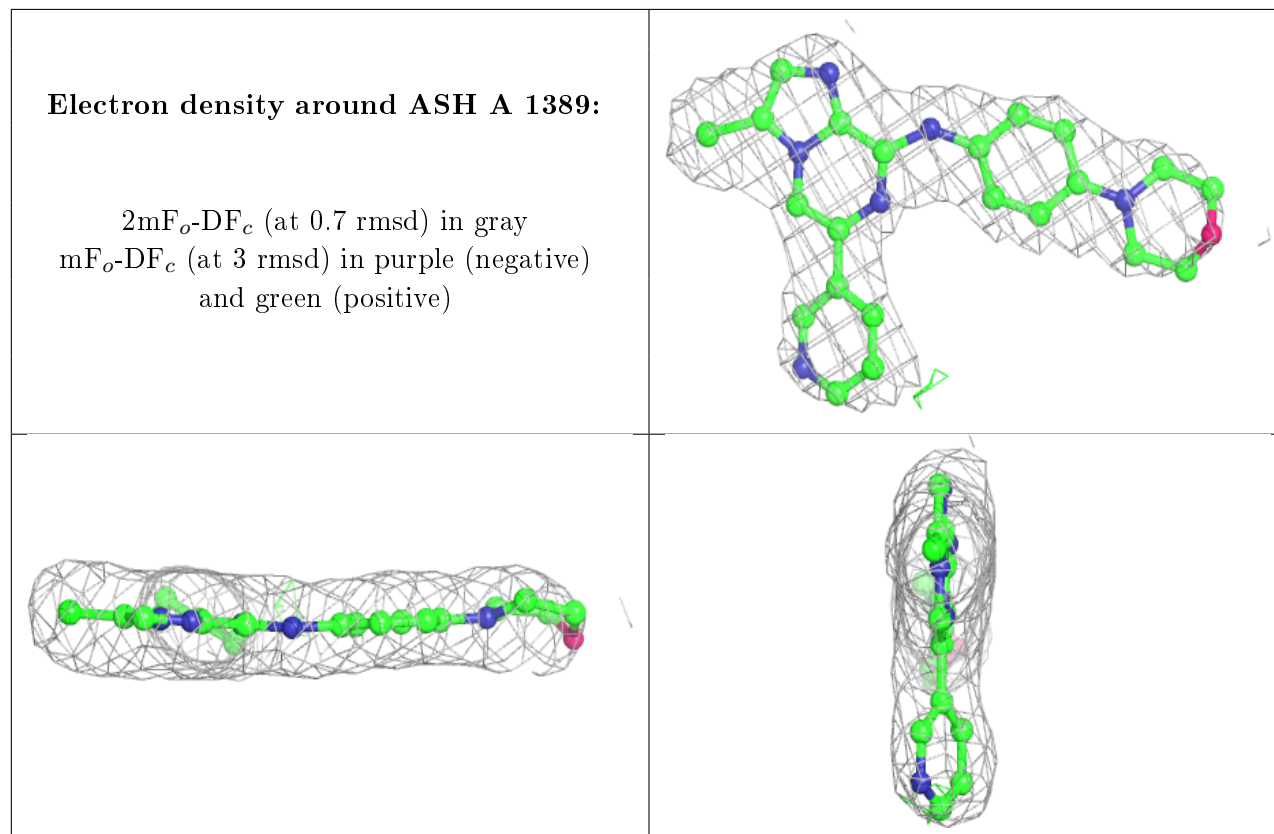 Electron density around ASH A 1389:
2mFo-DFc (at 0.7 rmsd) in gray
mFo-DFc (at 3 rmsd) in purple (negative)
and green (positive)